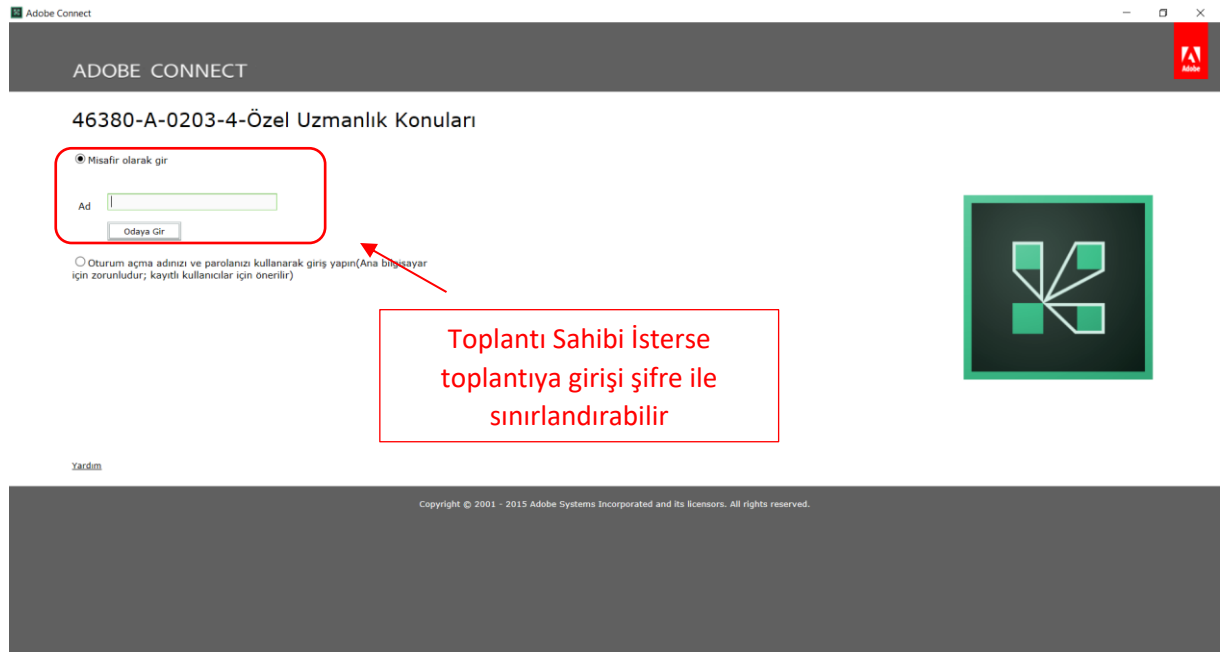 Adobe Connect
Adobe
ADOBE CONNECT
46380-A-0203-4-Özel Uzmanlık Konuları
Misafir olarak gir
Ad
Odaya Gir
Oturum açma adınızı ve parolanızı kullanarak giriş yapın(Ana bilgisayar
için zorunludur; kayıtlı kullanıcılar için önerilir)
Toplantı Sahibi İsterse
toplantıya girişi şifre ile
sınırlandırabilir
Yardım
Copyright © 2001 - 2015 Adobe Systems Incorporated and its licensors. All rights reserved.